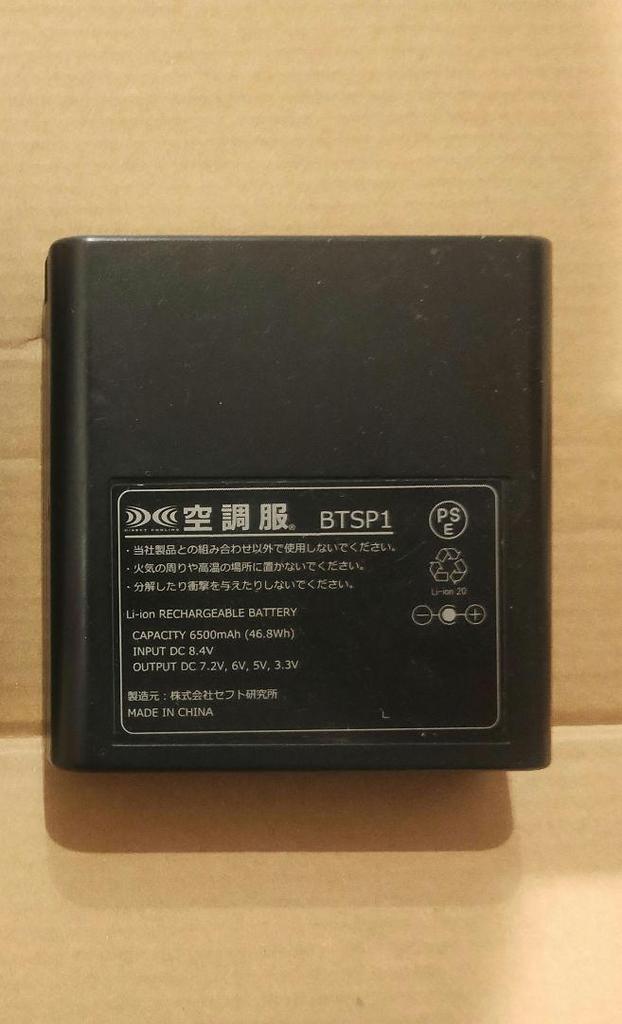 DIRECT COOLING
空調服® BTSP1
PS
E
・当社製品との組み合わせ以外で使用しないでください。
・火気の周りや高温の場所に置かないでください。
・分解したり衝撃を与えたりしないでください。
Li-ion 20
Li-ion RECHARGEABLE BATTERY
CAPACITY 6500mAh (46.8Wh)
INPUT DC 8.4V
OUTPUT DC 7.2V, 6V, 5V, 3.3V
製造元：株式会社セフト研究所
MADE IN CHINA